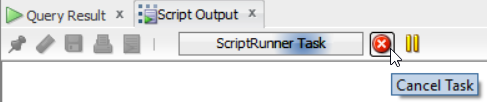 Query Result x Script Output x
ScriptRunner Task
Cancel Task